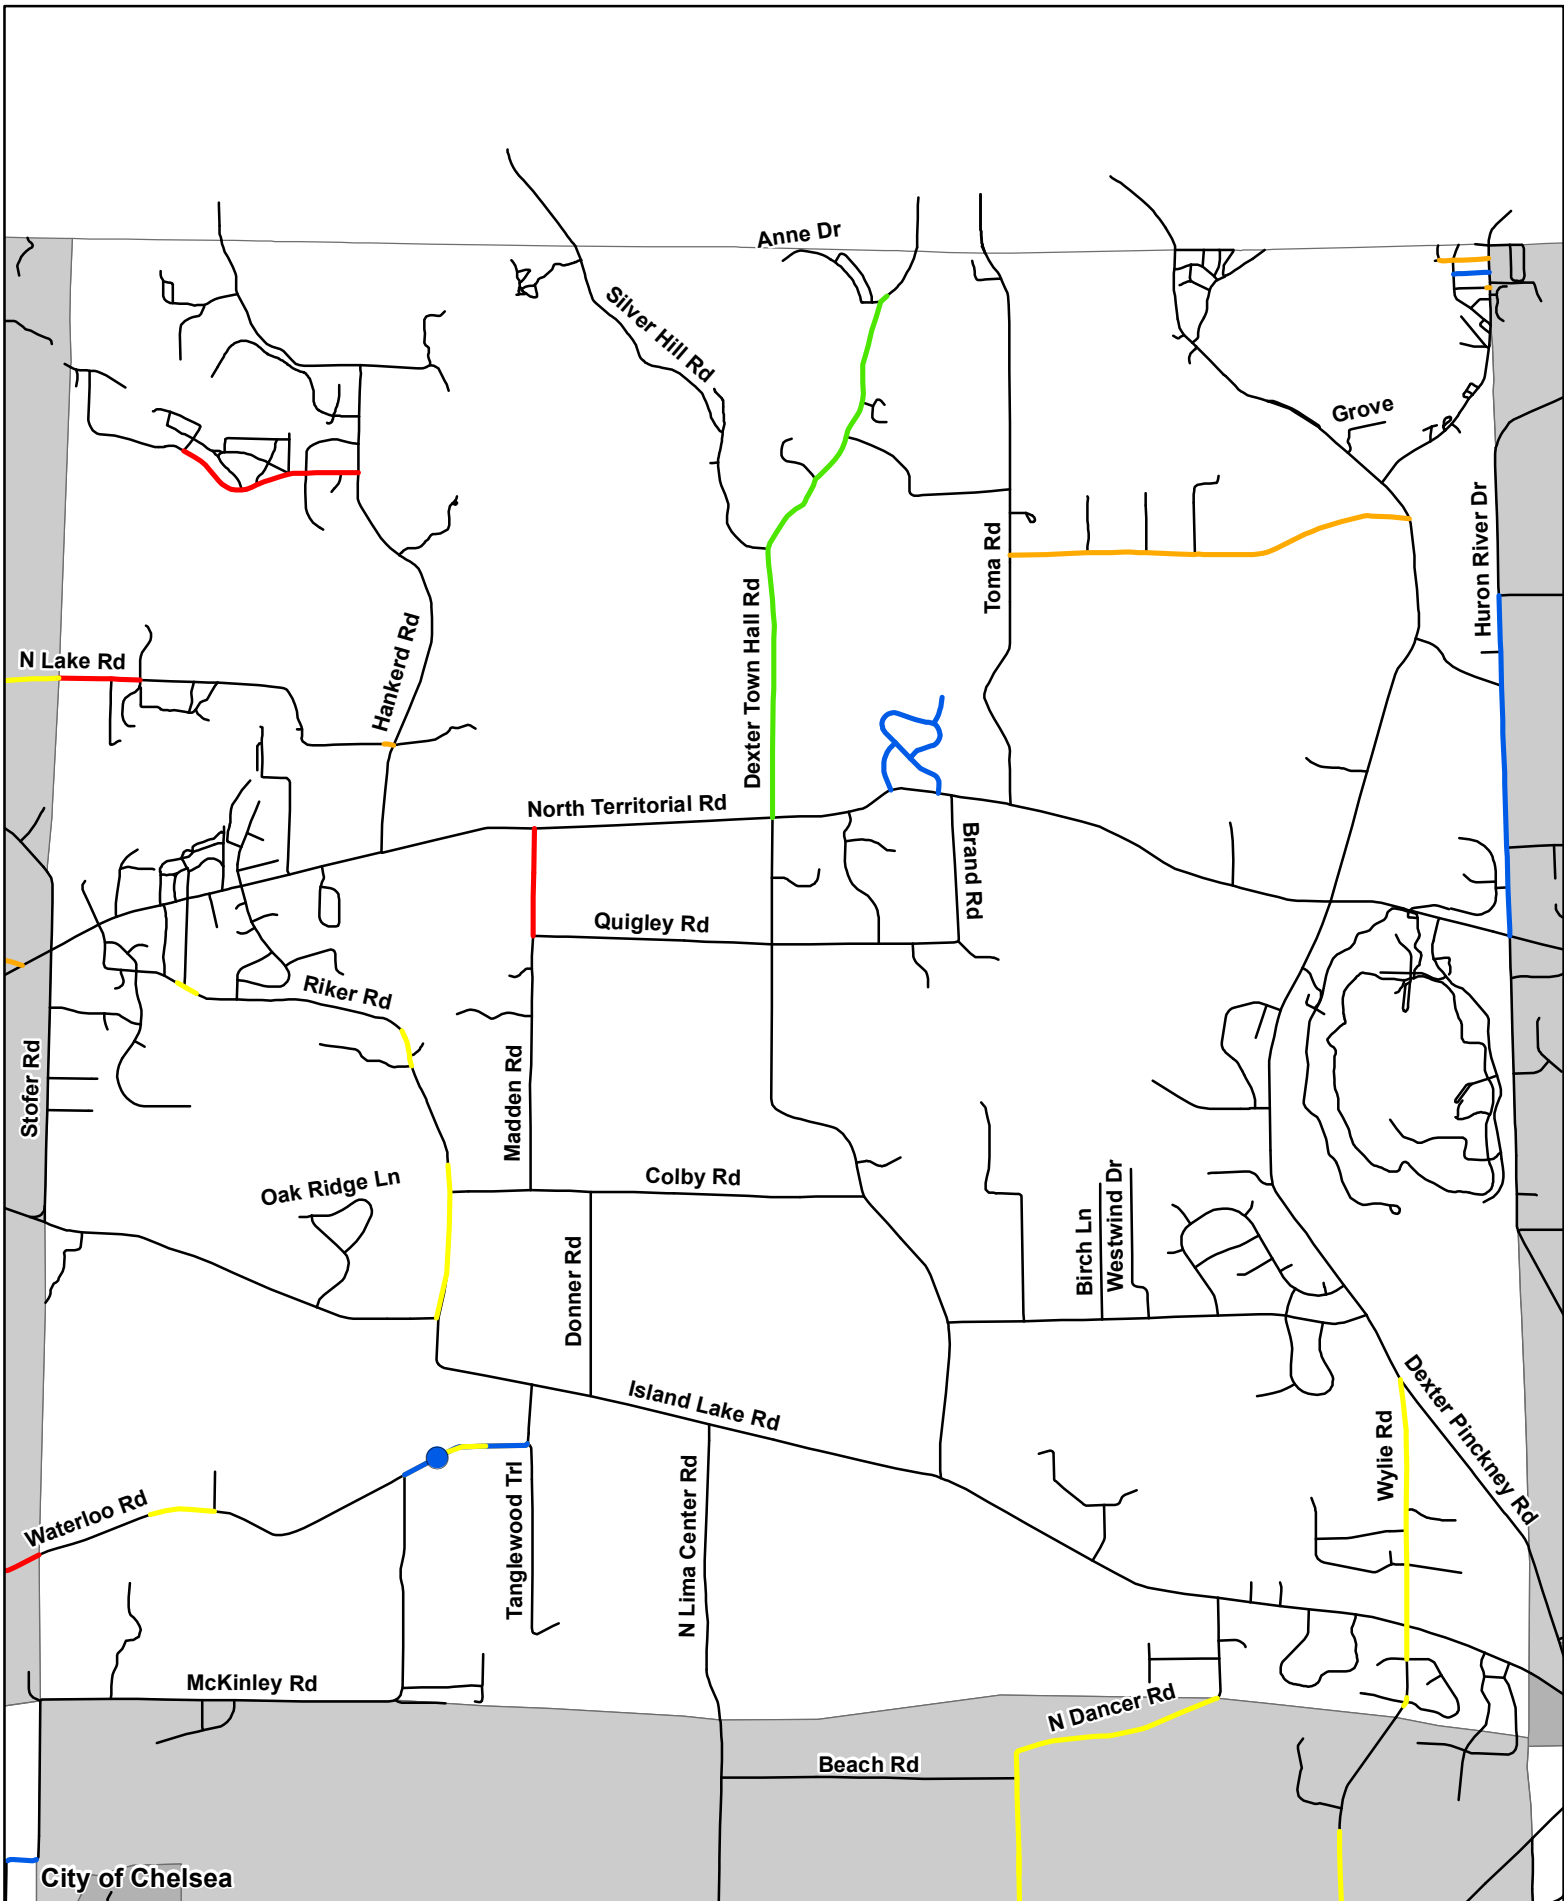 Anne Dr
Silver Hill Rd
Grove
Huron River Dr
Toma Rd
Dexter Town Hall Rd
Hankerd Rd
N Lake Rd
North Territorial Rd
Brand Rd
Quigley Rd
Riker Rd
Stofer Rd
Madden Rd
Oak Ridge Ln
Colby Rd
Birch Ln
Westwind Dr
Donner Rd
Island Lake Rd
Dexter Pinckney Rd
Wylie Rd
Waterloo Rd
Tanglewood Trl
N Lima Center Rd
McKinley Rd
N Dancer Rd
Beach Rd
City of Chelsea